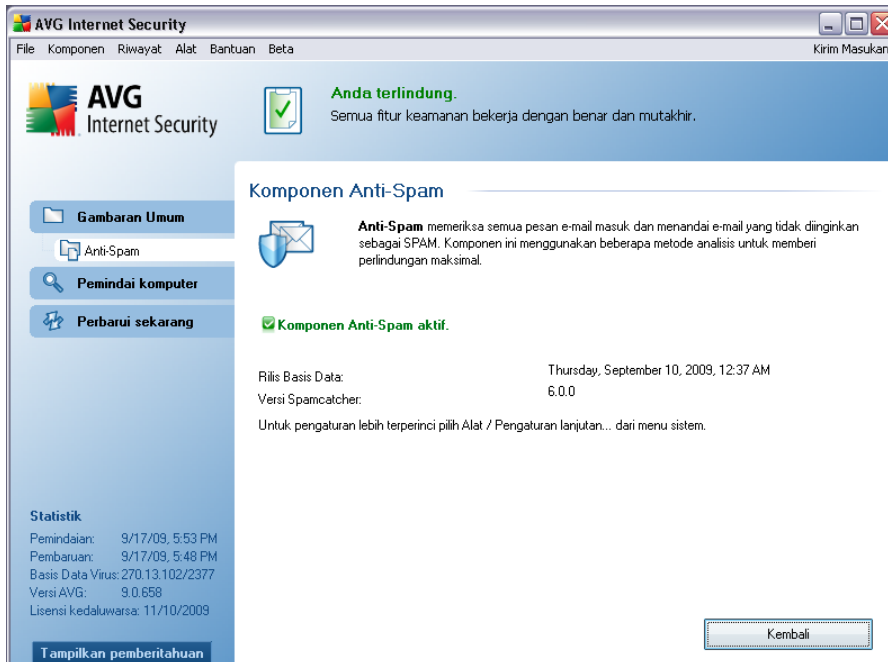 AVG Internet Security
File Komponen Riwayat Alat Bantuan Beta Kirim Masukan
AVG
Internet Security
Anda terlindung.
Semua fitur keamanan bekerja dengan benar dan mutakhir.
Gambaran Umum
Anti-Spam
Pemindai komputer
Perbarui sekarang
Komponen Anti-Spam
Anti-Spam memeriksa semua pesan e-mail masuk dan menandai e-mail yang tidak diinginkan
sebagai SPAM. Komponen ini menggunakan beberapa metode analisis untuk memberi
perlindungan maksimal.
Komponen Anti-Spam aktif.
Rilis Basis Data: Thursday, September 10, 2009, 12:37 AM
Versi Spamcatcher: 6.0.0
Untuk pengaturan lebih terperinci pilih Alat / Pengaturan lanjutan... dari menu sistem.
Statistik
Pemindaian: 9/17/09, 5:53 PM
Pembaruan: 9/17/09, 5:48 PM
Basis Data Virus: 270.13.102/2377
Versi AVG: 9.0.658
Lisensi kedaluwarsa: 11/10/2009
Tampilkan pemberitahuan
Kembali